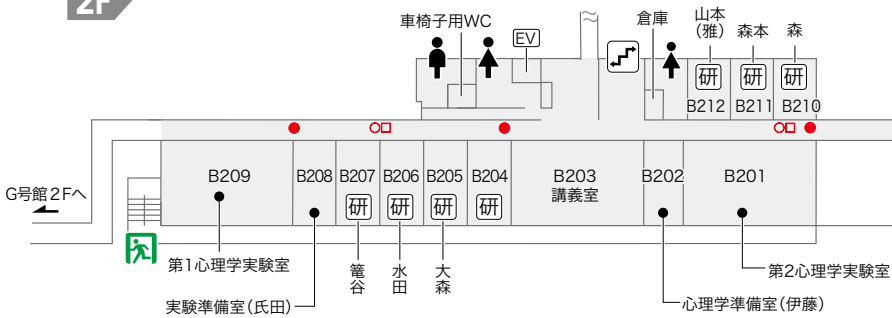 2F
車椅子用WC
EV
倉庫
山本
(雅)
森本
森
研
研
研
B212
B211
B210
B209
B208
B207
B206
B205
B204
B203
講義室
B202
B201
研
研
研
研
G号館2Fへ
第1心理学実験室
篭谷
水田
大森
第2心理学実験室
実験準備室(氏田)
心理学準備室(伊藤)